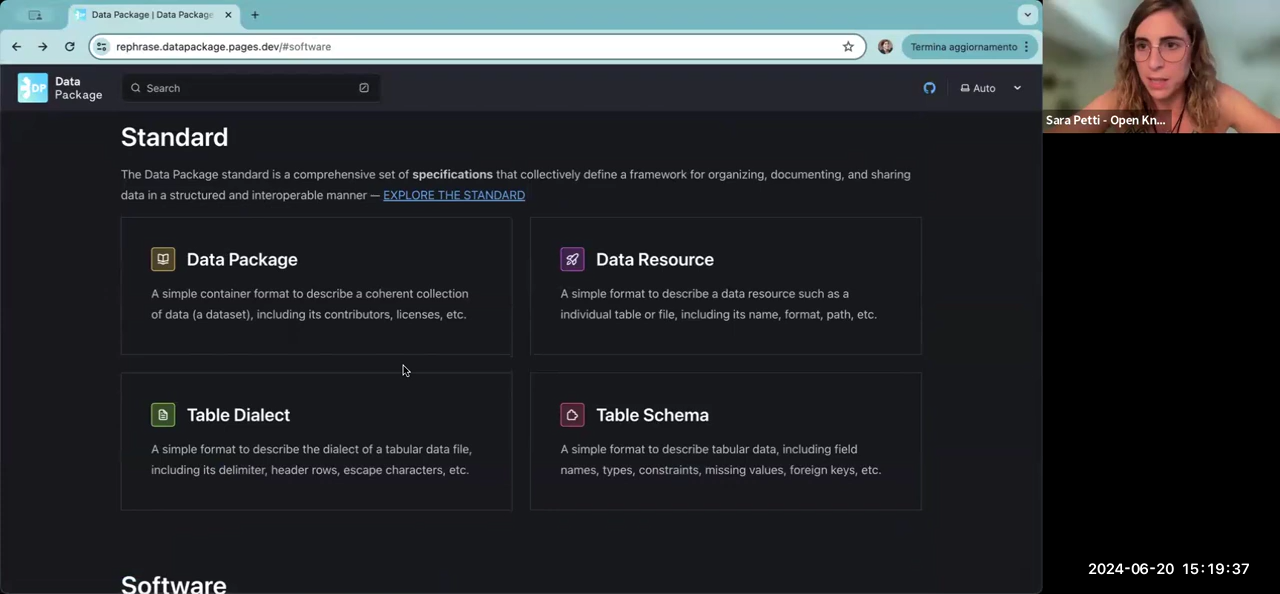 Data Package | Data Package
rephrase.datapackage.pages.dev/#software
Termina aggiornamento
Data
Package
Search
Auto
Sara Petti - Open Kn...
Standard
The Data Package standard is a comprehensive set of specifications that collectively define a framework for organizing, documenting, and sharing
data in a structured and interoperable manner — EXPLORE THE STANDARD
Data Package
A simple container format to describe a coherent collection
of data (a dataset), including its contributors, licenses, etc.
Data Resource
A simple format to describe a data resource such as a
individual table or file, including its name, format, path, etc.
Table Dialect
A simple format to describe the dialect of a tabular data file,
including its delimiter, header rows, escape characters, etc.
Table Schema
A simple format to describe tabular data, including field
names, types, constraints, missing values, foreign keys, etc.
Software
2024-06-20 15:19:37